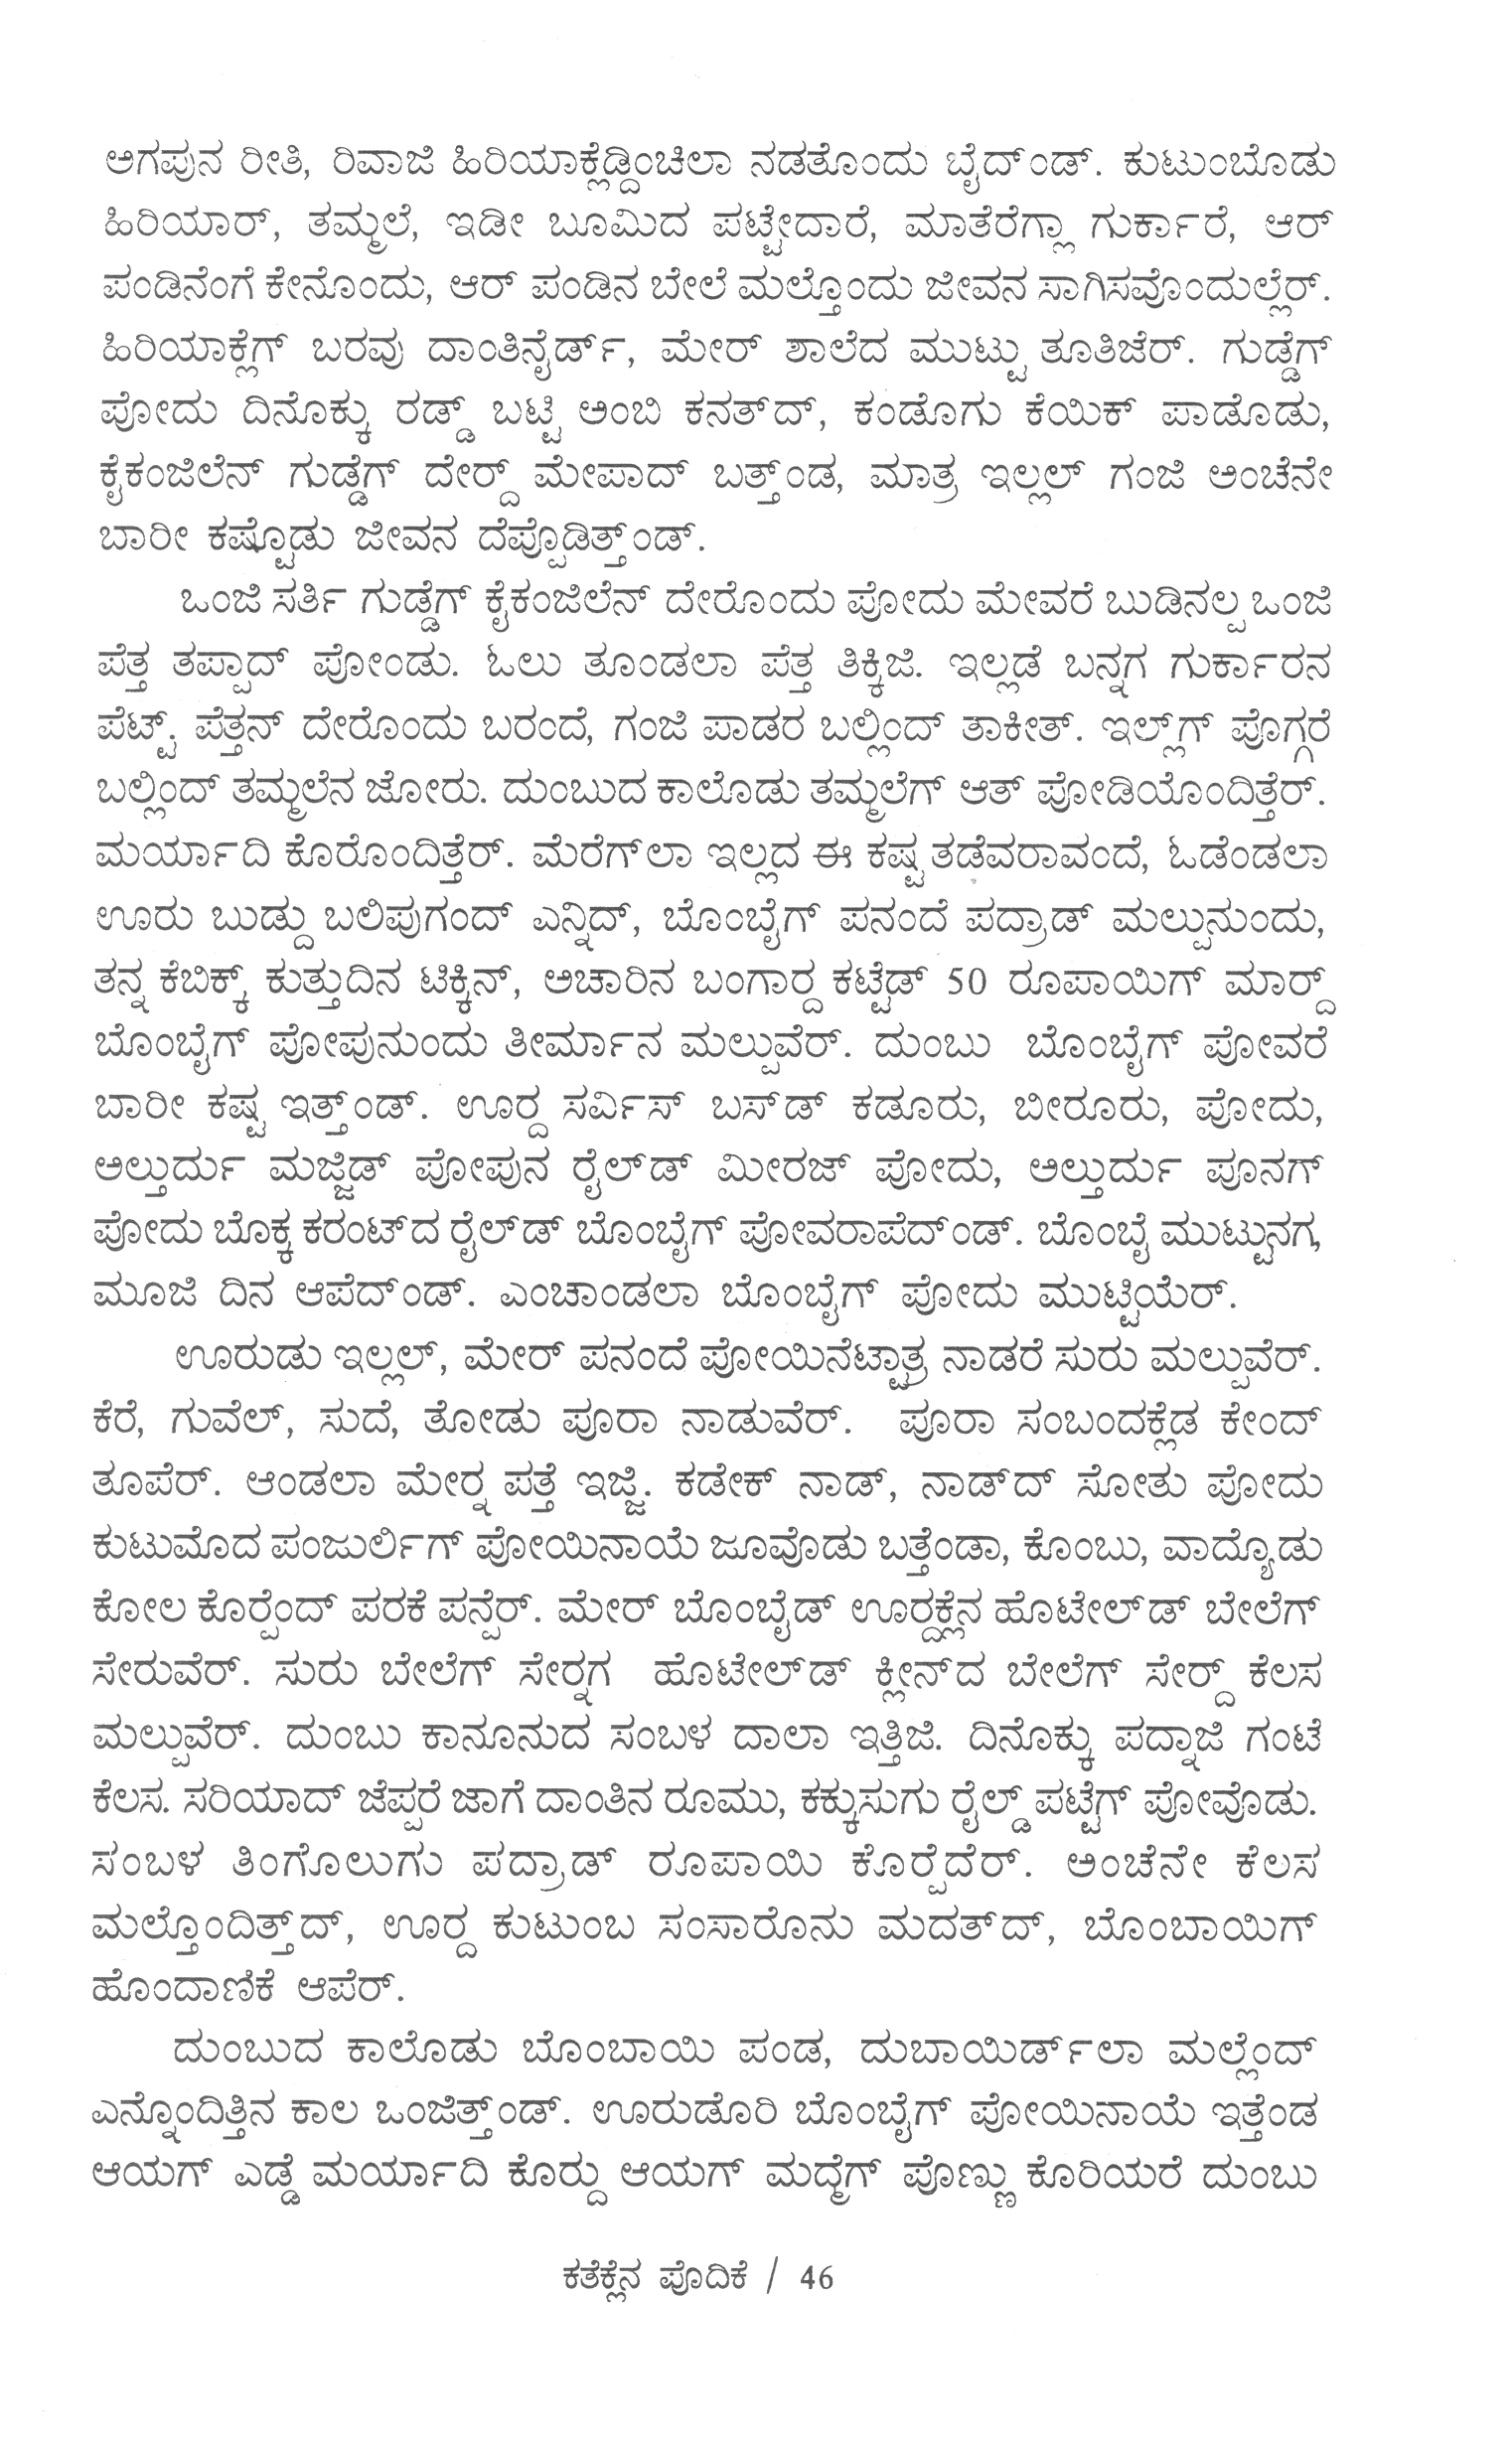 ಆಗಪುನ ರೀತಿ, ರಿವಾಜಿ ಹಿರಿಯಾಕ್ಲೆಡ್ದಿಂಚಿಲಾ ನಡತೊಂದು ಬೈದ್‌ಂಡ್. ಕುಟುಂಬೊಡು
ಹಿರಿಯಾರ್, ತಮ್ಮಲೆ, ಇಡೀ ಬೂಮಿದ ಪಟ್ಟೇದಾರೆ, ಮಾತೆರೆಗ್ಲಾ ಗುರ್ಕಾರೆ, ಆರ್
ಪಂಡಿನೆಂಗೆ ಕೇನೊಂದು, ಆರ್ ಪಂಡಿನ ಬೇಲೆ ಮಲ್ತೊಂದು ಜೀವನ ಸಾಗಿಸವೊಂದುಲ್ಲೆರ್.
ಹಿರಿಯಾಕ್ಲೆಗ್ ಬರವು ದಾಂತಿನೈರ್ಡ್, ಮೇರ್ ಶಾಲೆದ ಮುಟ್ಟು ತೂತಿಜೆರ್. ಗುಡ್ಡೆಗ್
ಪೋದು ದಿನೊಕ್ಕು ರಡ್ಡ್ ಬಟ್ಟಿ ಅಂಬಿ ಕನತ್‌ದ್, ಕಂಡೊಗು ಕೆಯಿಕ್ ಪಾಡೊಡು,
ಕೈಕಂಜಿಲೆನ್ ಗುಡ್ಡೆಗ್ ದೇರ್‍ದ್ ಮೇಪಾದ್ ಬತ್ತ್‌ಂಡ, ಮಾತ್ರ ಇಲ್ಲಲ್ ಗಂಜಿ ಅಂಚೆನೇ
ಬಾರೀ ಕಷ್ಟೊಡು ಜೀವನ ದೆಪ್ಪೊಡಿತ್ತ್‌ಂಡ್.
ಒಂಜಿ ಸರ್ತಿ ಗುಡ್ಡೆಗ್ ಕೈಕಂಜಿಲೆನ್ ದೇರೊಂದು ಪೋದು ಮೇವರೆ ಬುಡಿನಲ್ಪ ಒಂಜಿ
ಪೆತ್ತ ತಪ್ಪಾದ್ ಪೋಂಡು. ಓಲು ತೂಂಡಲಾ ಪೆತ್ತ ತಿಕ್ಕಿಜಿ. ಇಲ್ಲಡೆ ಬನ್ನಗ ಗುರ್ಕಾರನ
ಪೆಟ್ಟ್. ಪೆತ್ತನ್ ದೇರೊಂದು ಬರಂದೆ, ಗಂಜಿ ಪಾಡರ ಬಲ್ಲಿಂದ್ ತಾಕೀತ್. ಇಲ್ಲ್‌ಗ್ ಪೊಗ್ಗರೆ
ಬಲ್ಲಿಂದ್ ತಮ್ಮಲೆನ ಜೋರು. ದುಂಬುದ ಕಾಲೊಡು ತಮ್ಮಲೆಗ್ ಆತ್ ಪೋಡಿಯೊಂದಿತ್ತೆರ್.
ಮರ್ಯಾದಿ ಕೊರೊಂದಿತ್ತೆರ್. ಮೆರೆಗ್‌ಲಾ ಇಲ್ಲದ ಈ ಕಷ್ಟ ತಡೆವರಾವಂದೆ, ಓಡೆಂಡಲಾ
ಊರು ಬುಡ್ದು ಬಲಿಪುಗಂದ್ ಎನ್ನಿದ್, ಬೊಂಬೈಗ್ ಪನಂದೆ ಪದ್ರಾಡ್ ಮಲ್ಪುನುಂದು,
ತನ್ನ ಕೆಬಿಕ್ಕ್ ಕುತ್ತುದಿನ ಟಿಕ್ಕಿನ್, ಅಚಾರಿನ ಬಂಗಾರ್‍ದ ಕಟ್ಟೆಡ್ 50 ರೂಪಾಯಿಗ್ ಮಾರ್‍ದ್
ಬೊಂಬೈಗ್ ಪೋಪುನುಂದು ತೀರ್ಮಾನ ಮಲ್ಪುವೆರ್. ದುಂಬು ಬೊಂಬೈಗ್ ಪೋವರೆ
ಬಾರೀ ಕಷ್ಟ ಇತ್ತ್‌ಂಡ್. ಊರ್‍ದ ಸರ್ವಿಸ್ ಬಸ್‌ಡ್ ಕಡೂರು, ಬೀರೂರು, ಪೋದು,
ಅಲ್ತುರ್ದು ಮಜ್ಜಿಡ್ ಪೋಪುನ ರೈಲ್‌ಡ್ ಮೀರಜ್ ಪೋದು, ಅಲ್ತುರ್ದು ಪೂನಗ್
ಪೋದು ಬೊಕ್ಕ ಕರಂಟ್‌ದ ರೈಲ್‌ಡ್ ಬೊಂಬೈಗ್ ಪೋವರಾಪೆದ್‌ಂಡ್. ಬೊಂಬೈ ಮುಟ್ಟುನಗ,
ಮೂಜಿ ದಿನ ಆಪೆದ್‌ಂಡ್. ಎಂಚಾಂಡಲಾ ಬೊಂಬೈಗ್ ಪೋದು ಮುಟ್ಟಿಯೆರ್.
ಊರುಡು ಇಲ್ಲಲ್, ಮೇರ್ ಪನಂದೆ ಪೋಯಿನೆಟ್ಟಾತ್ರ ನಾಡರೆ ಸುರು ಮಲ್ಪುವೆರ್.
ಕೆರೆ, ಗುವೆಲ್, ಸುದೆ, ತೋಡು ಪೂರಾ ನಾಡುವೆರ್. ಪೂರಾ ಸಂಬಂದಕ್ಲೆಡ ಕೇಂದ್
ತೂಪೆರ್. ಆಂಡಲಾ ಮೇರ್‍ನ ಪತ್ತೆ ಇಜ್ಜಿ. ಕಡೇಕ್ ನಾಡ್, ನಾಡ್‌ದ್ ಸೋತು ಪೋದು
ಕುಟುಮೊದ ಪಂಜುರ್ಲಿಗ್ ಪೋಯಿನಾಯೆ ಜೂವೊಡು ಬತ್ತೆಂಡಾ, ಕೊಂಬು, ವಾದ್ಯೊಡು
ಕೋಲ ಕೊರ್‍ಪೆಂದ್ ಪರಕೆ ಪನ್ಪೆರ್. ಮೇರ್ ಬೊಂಬೈಡ್ ಊರ್‍ದಕ್ಲೆನ ಹೊಟೇಲ್‌ಡ್ ಬೇಲೆಗ್
ಸೇರುವೆರ್. ಸುರು ಬೇಲೆಗ್ ಸೇರ್‍ನಗ ಹೊಟೇಲ್‌ಡ್ ಕ್ಲೀನ್‌ದ ಬೇಲೆಗ್ ಸೇರ್‍ದ್ ಕೆಲಸ
ಮಲ್ಪುವೆರ್. ದುಂಬು ಕಾನೂನುದ ಸಂಬಳ ದಾಲಾ ಇತ್ತಿಜಿ. ದಿನೊಕ್ಕು ಪದ್ನಾಜಿ ಗಂಟೆ
ಕೆಲಸ. ಸರಿಯಾದ್ ಜೆಪ್ಪರೆ ಜಾಗೆ ದಾಂತಿನ ರೂಮು, ಕಕ್ಕುಸುಗು ರೈಲ್ಡ್ ಪಟ್ಟೆಗ್ ಪೋವೊಡು.
ಸಂಬಳ ತಿಂಗೊಲುಗು ಪದ್ರಾಡ್ ರೂಪಾಯಿ ಕೊರ್‍ಪೆದೆರ್. ಅಂಚೆನೇ ಕೆಲಸ
ಮಲ್ತೊಂದಿತ್ತ್‌ದ್, ಊರ್‍ದ ಕುಟುಂಬ ಸಂಸಾರೊನು ಮದತ್‌ದ್, ಬೊಂಬಾಯಿಗ್
ಹೊಂದಾಣಿಕೆ ಆಪೆರ್.
ದುಂಬುದ ಕಾಲೊಡು ಬೊಂಬಾಯಿ ಪಂಡ, ದುಬಾಯಿರ್ಡ್‌ಲಾ ಮಲ್ಲೆಂದ್
ಎನ್ನೊಂದಿತ್ತಿನ ಕಾಲ ಒಂಜಿತ್ತ್‌ಂಡ್. ಊರುಡೊರಿ ಬೊಂಬೈಗ್ ಪೋಯಿನಾಯೆ ಇತ್ತೆಂಡ
ಆಯಗ್ ಎಡ್ಡೆ ಮರ್ಯಾದಿ ಕೊರ್‍ದು ಆಯಗ್ ಮದ್ಮೆಗ್ ಪೊಣ್ಣು ಕೊರಿಯರೆ ದುಂಬು
ಕತೆಕ್ಲೆನ ಪೊದಿಕೆ / 46